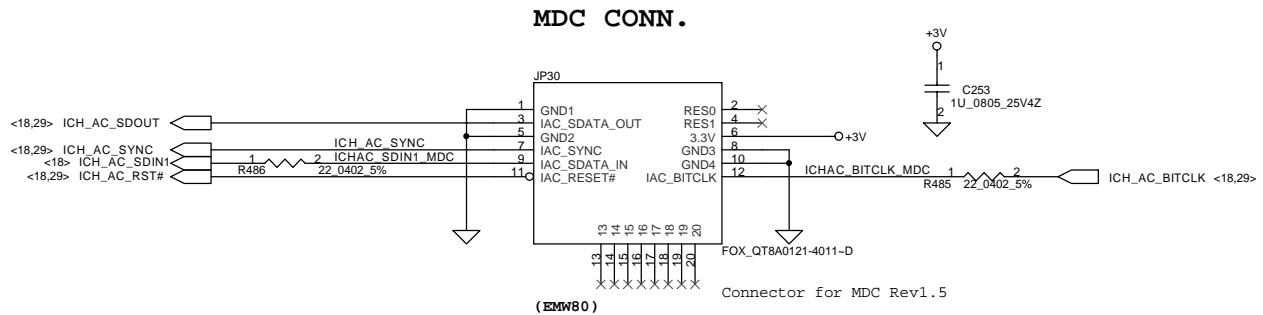 MDC CONN.
+3V
1
C253
1U_0805_25V4Z
2
JP30
1 GND1 RES0 2
<18,29> ICH_AC_SDOUT 3 IAC_SDATA_OUT RES1 4
5 GND2 3.3V 6 +3V
<18,29> ICH_AC_SYNC ICH_AC_SYNC 7 IAC_SYNC GND3 8
<18> ICH_AC_SDIN1 1 2 ICHAC_SDIN1_MDC 9 IAC_SDATA_IN GND4 10
R486 22_0402_5%
<18,29> ICH_AC_RST# 11 IAC_RESET# IAC_BITCLK 12 ICHAC_BITCLK_MDC 1 2 ICH_AC_BITCLK <18,29>
R485 22_0402_5%
13 14 15 16 17 18 19 20
FOX_QT8A0121-4011~D
13 14 15 16 17 18 19 20
Connector for MDC Rev1.5
(EMW80)